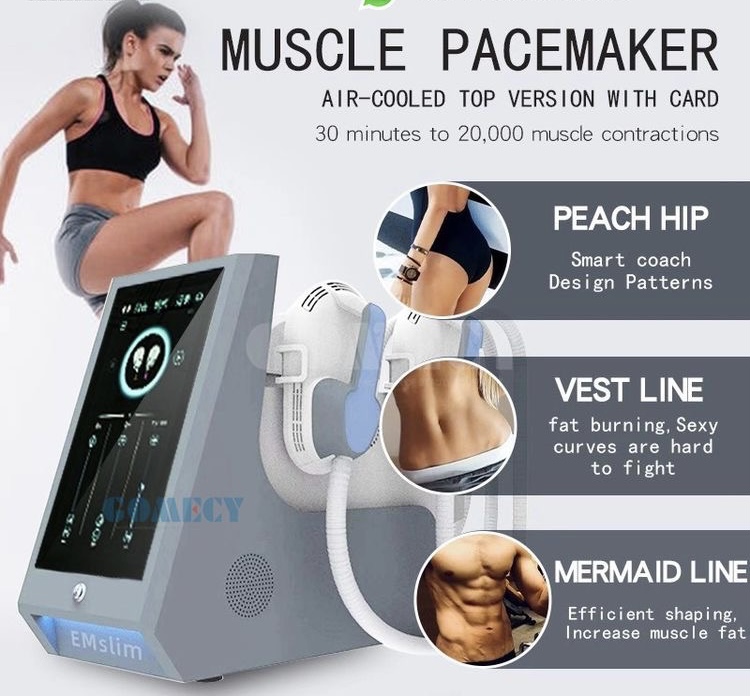 MUSCLE PACEMAKER
AIR-COOLED TOP VERSION WITH CARD
30 minutes to 20,000 muscle contractions
PEACH HIP
Smart coach
Design Patterns
VEST LINE
fat burning, Sexy
curves are hard
to fight
GOMECY
MERMAID LINE
Efficient shaping,
Increase muscle fat
EMslim